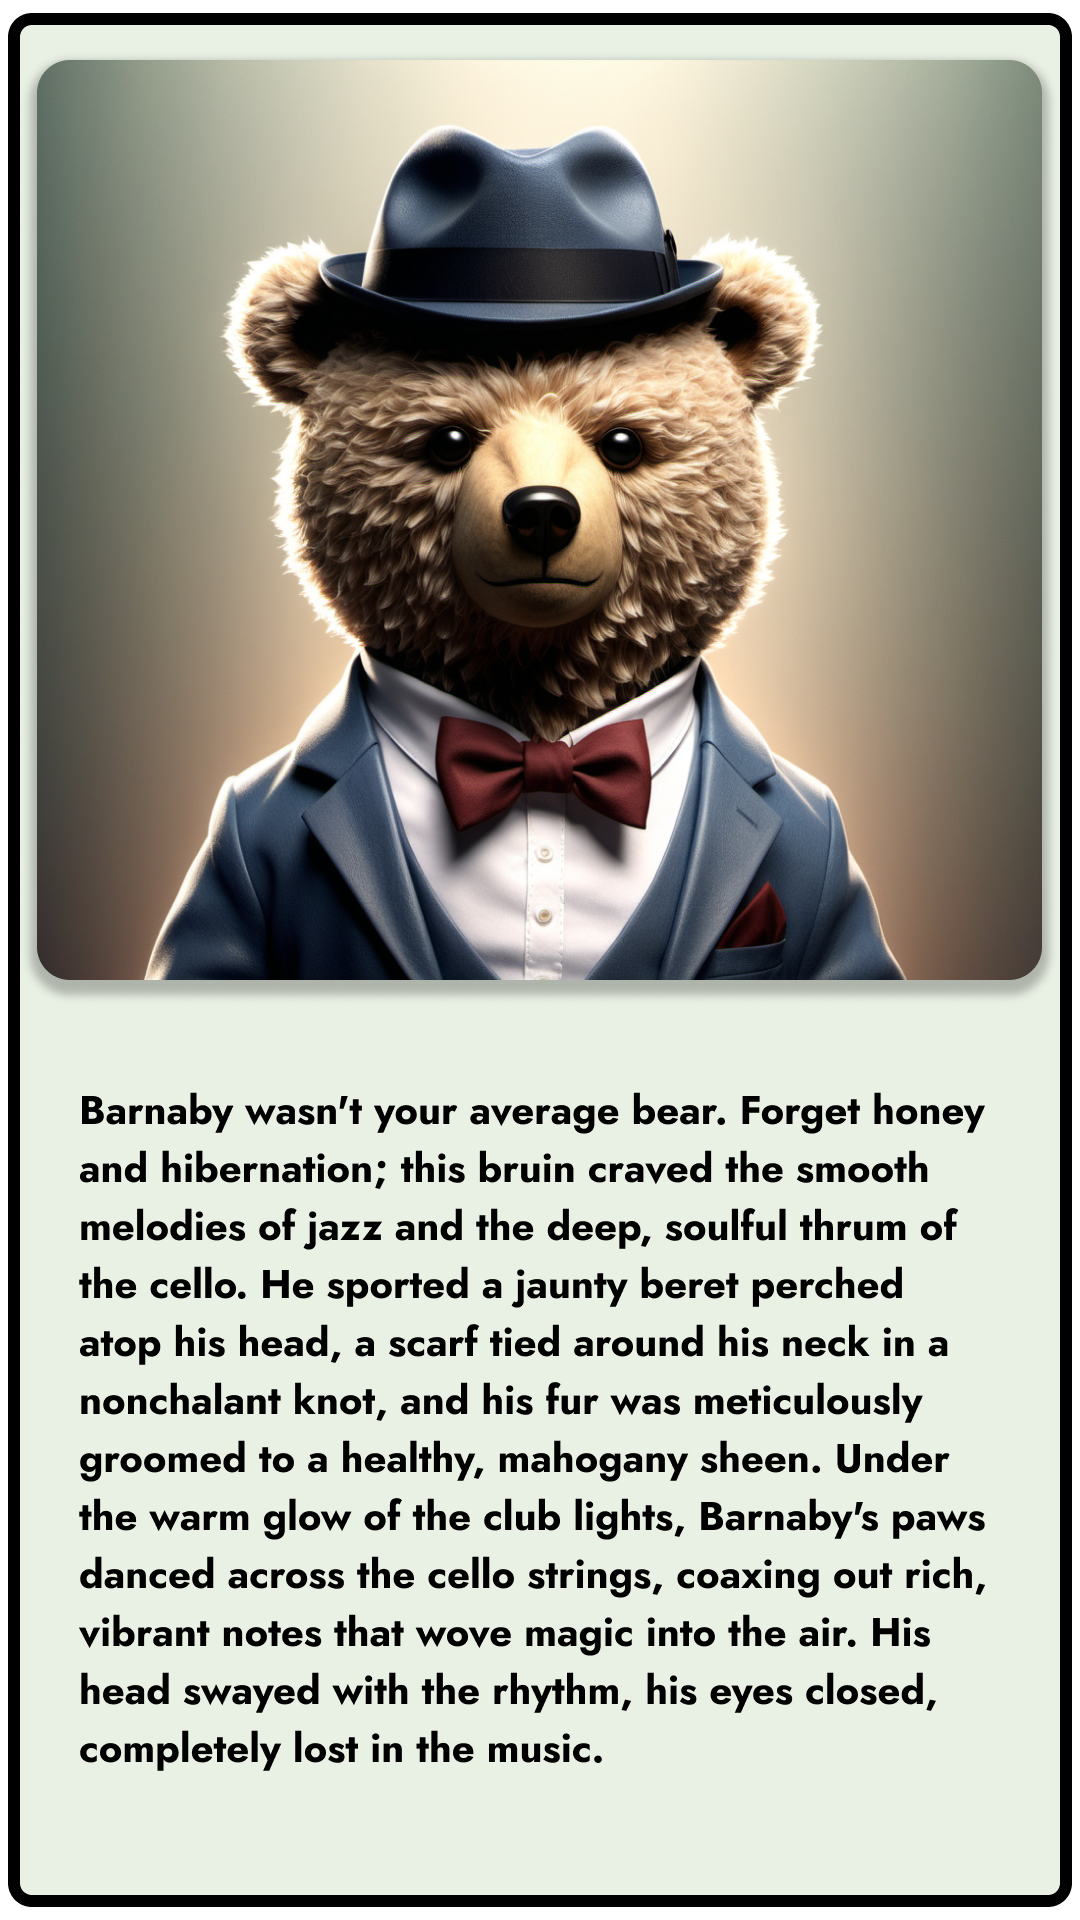 Barnaby wasn't your average bear. Forget honey
and hibernation; this bruin craved the smooth
melodies of jazz and the deep, soulful thrum of
the cello. He sported a jaunty beret perched
atop his head, a scarf tied around his neck in a
nonchalant knot, and his fur was meticulously
groomed to a healthy, mahogany sheen. Under
the warm glow of the club lights, Barnaby's paws
danced across the cello strings, coaxing out rich,
vibrant notes that wove magic into the air. His
head swayed with the rhythm, his eyes closed,
completely lost in the music.